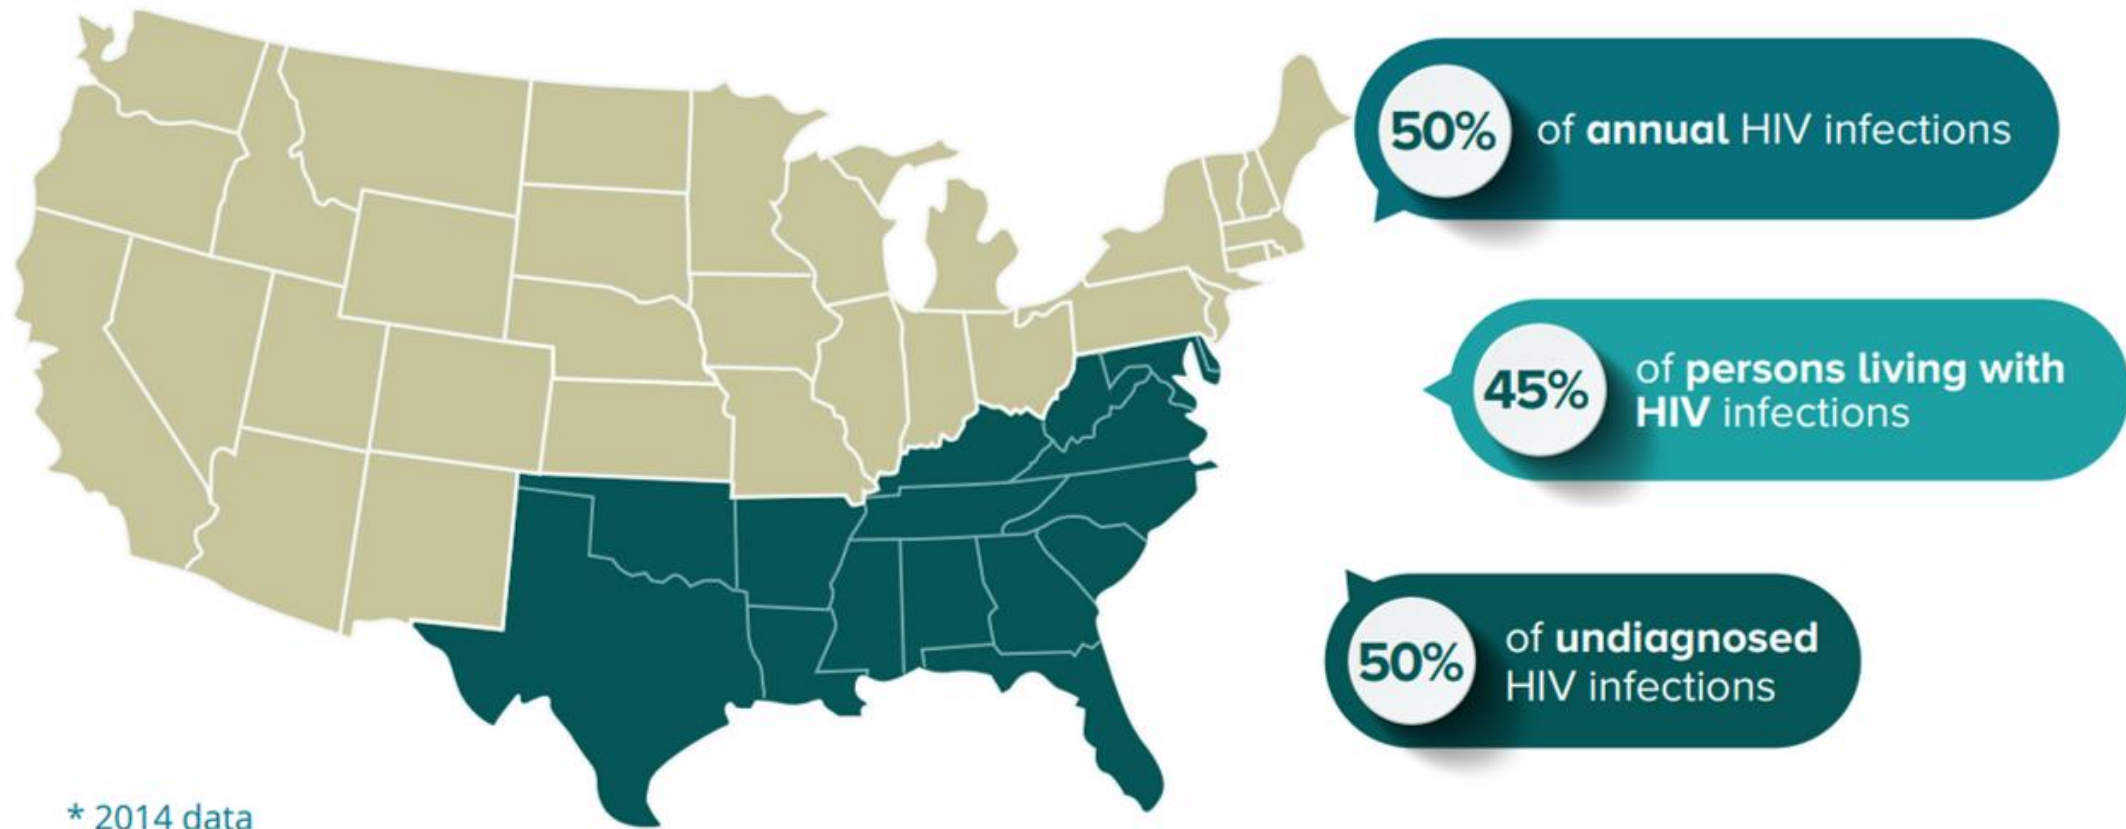 50% of annual HIV infections
45% of persons living with
HIV infections
50% of undiagnosed
HIV infections
* 2014 data